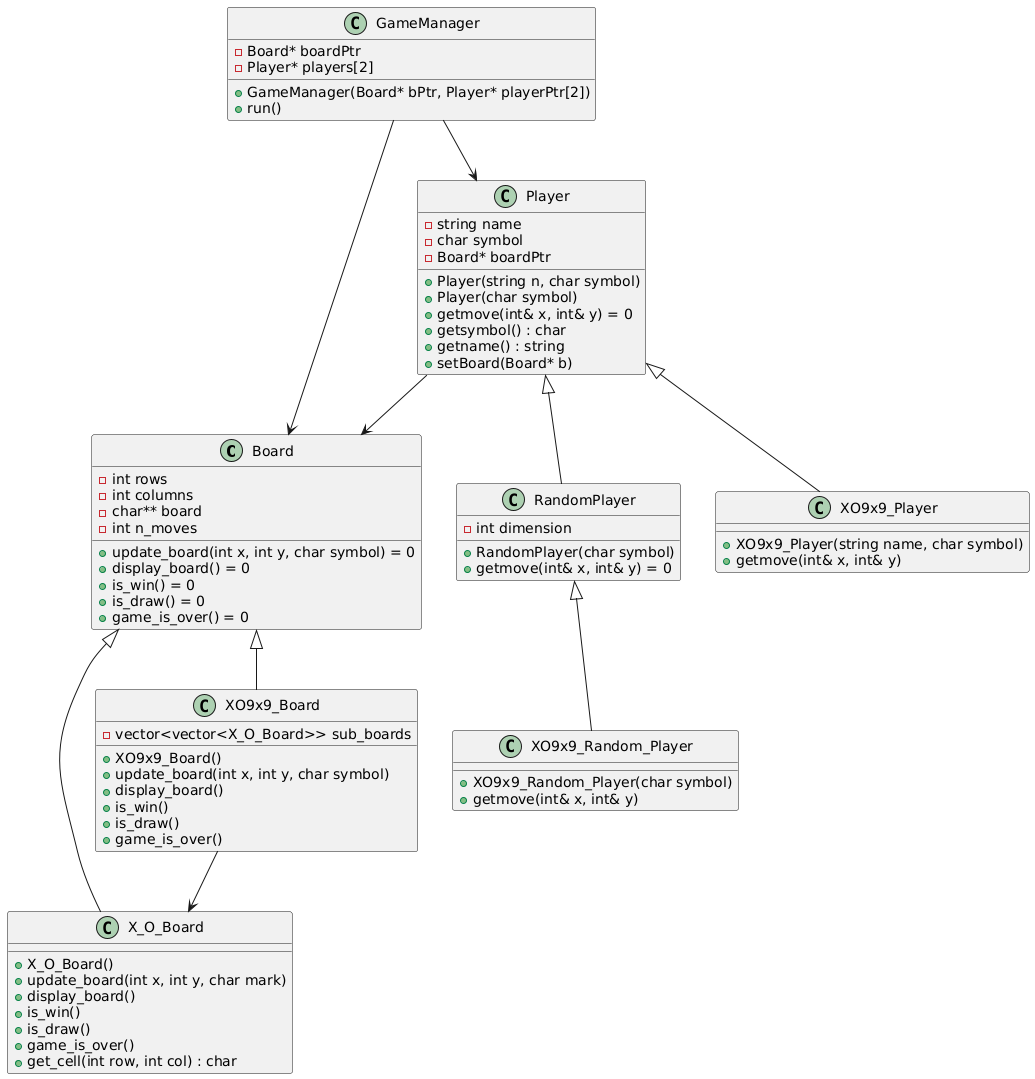 C GameManager
Board* boardPtr
Player* players[2]
GameManager(Board* bPtr, Player* playerPtr[2])
run()
C Player
string name
char symbol
Board* boardPtr
Player(string n, char symbol)
Player(char symbol)
getmove(int& x, int& y) = 0
getsymbol() : char
getname() : string
setBoard(Board* b)
C Board
int rows
int columns
char** board
int n_moves
update_board(int x, int y, char symbol) = 0
display_board() = 0
is_win() = 0
is_draw() = 0
game_is_over() = 0
C RandomPlayer
int dimension
RandomPlayer(char symbol)
getmove(int& x, int& y) = 0
C XO9x9_Player
XO9x9_Player(string name, char symbol)
getmove(int& x, int& y)
C XO9x9_Board
vector<vector<X_O_Board>> sub_boards
XO9x9_Board()
update_board(int x, int y, char symbol)
display_board()
is_win()
is_draw()
game_is_over()
C XO9x9_Random_Player
XO9x9_Random_Player(char symbol)
getmove(int& x, int& y)
C X_O_Board
X_O_Board()
update_board(int x, int y, char mark)
display_board()
is_win()
is_draw()
game_is_over()
get_cell(int row, int col) : char